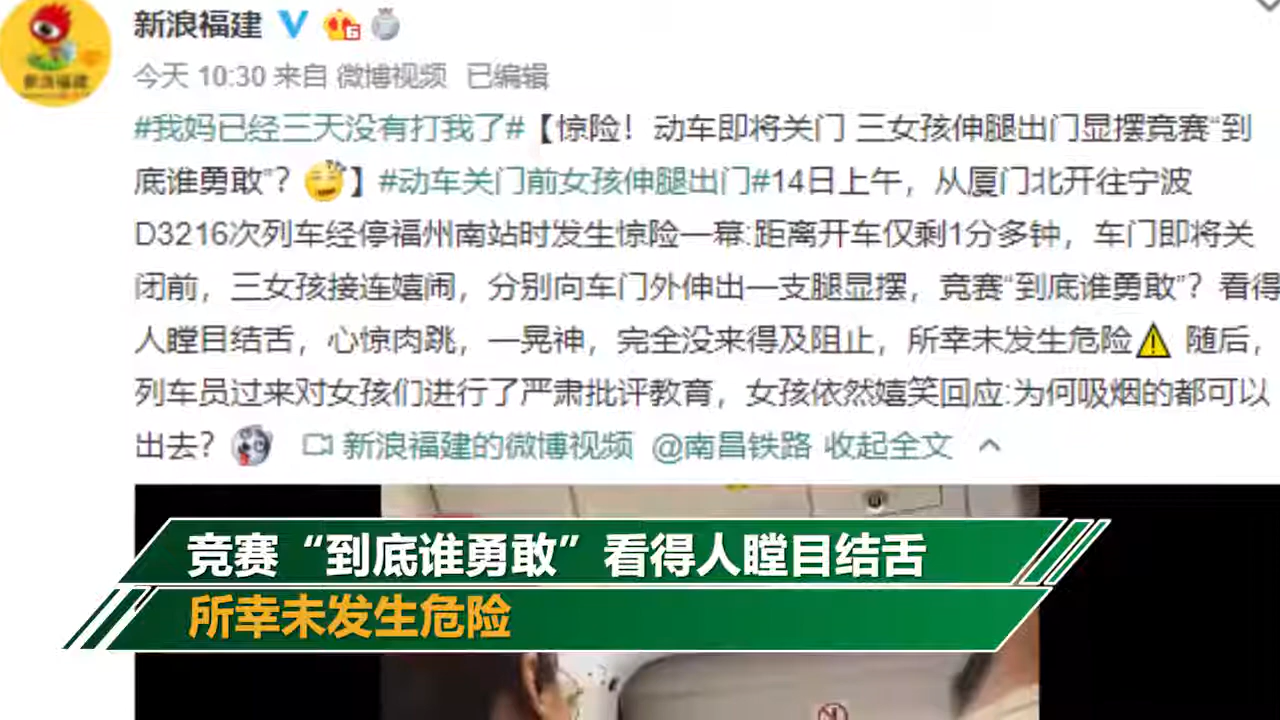 新浪福建
今天 10:30 来自 微博视频 已编辑
#我妈已经三天没有打我了#【惊险！动车即将关门 三女孩伸腿出门显摆竞赛“到
底谁勇敢”？】#动车关门前女孩伸腿出门#14日上午，从厦门北开往宁波
D3216次列车经停福州南站时发生惊险一幕:距离开车仅剩1分多钟，车门即将关
闭前，三女孩接连嬉闹，分别向车门外伸出一支腿显摆，竞赛“到底谁勇敢”？看得
人瞠目结舌，心惊肉跳，一晃神，完全没来得及阻止，所幸未发生危险 随后，
列车员过来对女孩们进行了严肃批评教育，女孩依然嬉笑回应:为何吸烟的都可以
出去？ 新浪福建的微博视频 @南昌铁路 收起全文
竞赛“到底谁勇敢”看得人瞠目结舌
所幸未发生危险